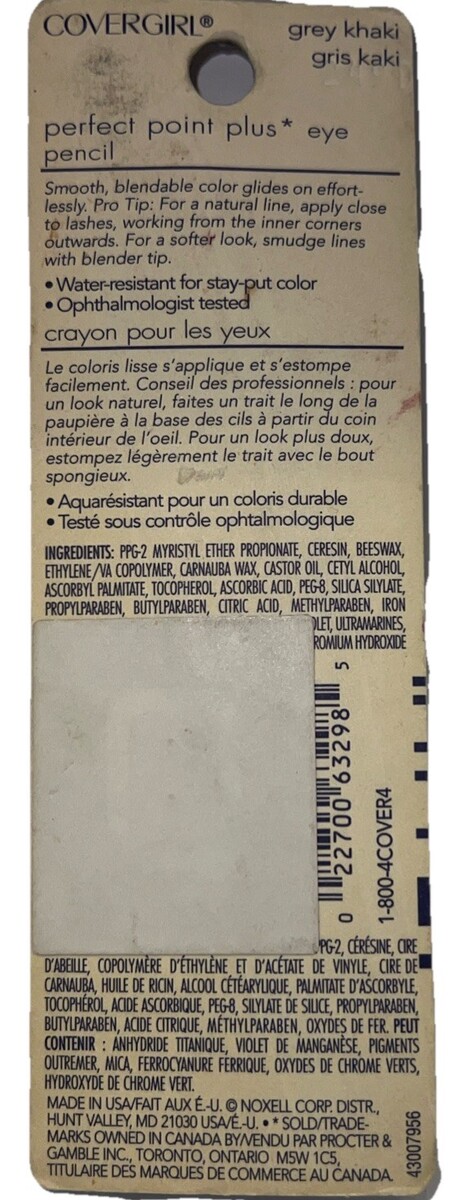 COVERGIRL®
grey khaki
gris kaki
perfect point plus* eye
pencil
Smooth, blendable color glides on effort-
lessly. Pro Tip: For a natural line, apply close
to lashes, working from the inner corners
outwards. For a softer look, smudge lines
with blender tip.
• Water-resistant for stay-put color
• Ophthalmologist tested
crayon pour les yeux
Le coloris lisse s'applique et s'estompe
facilement. Conseil des professionnels : pour
un look naturel, faites un trait le long de la
paupière à la base des cils à partir du coin
intérieur de l'oeil. Pour un look plus doux,
estompez légèrement le trait avec le bout
spongieux.
• Aquarésistant pour un coloris durable
• Testé sous contrôle ophtalmologique
INGREDIENTS: PPG-2 MYRISTYL ETHER PROPIONATE, CERESIN, BEESWAX,
ETHYLENE/VA COPOLYMER, CARNAUBA WAX, CASTOR OIL, CETYL ALCOHOL,
ASCORBYL PALMITATE, TOCOPHEROL, ASCORBIC ACID, PEG-8, SILICA SILYLATE,
PROPYLPARABEN, BUTYLPARABEN, CITRIC ACID, METHYLPARABEN, IRON
ULTRAMARINES,
HYDROXIDE
0 22700 63298 5
1-800-4COVER4
PPG-2, CÉRÉSINE, CIRE
D'ABEILLE, COPOLYMÈRE D'ÉTHYLÈNE ET D'ACÉTATE DE VINYLE, CIRE DE
CARNAUBA, HUILE DE RICIN, ALCOOL CÉTÉARYLIQUE, PALMITATE D'ASCORBYLE,
TOCOPHÉROL, ACIDE ASCORBIQUE, PEG-8, SILYLATE DE SILICE, PROPYLPARABEN,
BUTYLPARABEN, ACIDE CITRIQUE, MÉTHYLPARABEN, OXYDES DE FER. PEUT
CONTENIR : ANHYDRIDE TITANIQUE, VIOLET DE MANGANÈSE, PIGMENTS
OUTREMER, MICA, FERROCYANURE FERRIQUE, OXYDES DE CHROME VERTS,
HYDROXYDE DE CHROME VERT.
MADE IN USA/FAIT AUX É.-U. © NOXELL CORP. DISTR.,
HUNT VALLEY, MD 21030 USA/É.-U. • * SOLD/TRADE-
MARKS OWNED IN CANADA BY/VENDU PAR PROCTER &
GAMBLE INC., TORONTO, ONTARIO M5W 1C5,
TITULAIRE DES MARQUES DE COMMERCE AU CANADA.
43007956